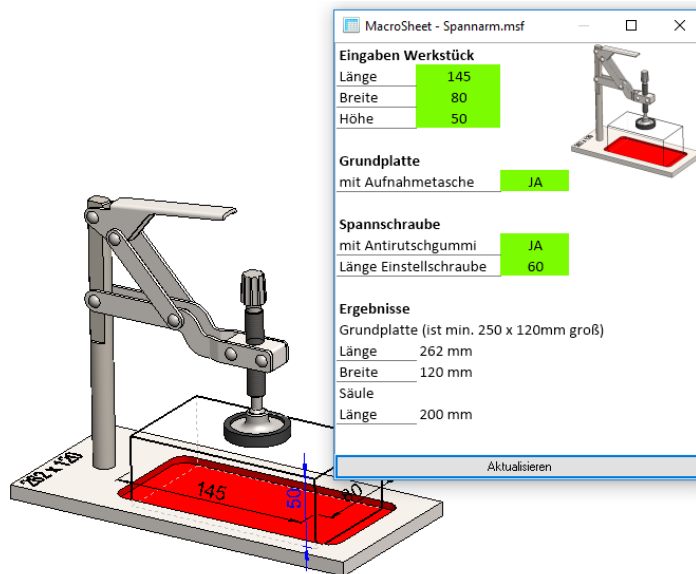 MacroSheet - Spannarm.msf
Eingaben Werkstück
Länge 145
Breite 80
Höhe 50
Grundplatte
mit Aufnahmetasche JA
Spannschraube
mit Antirutschgummi JA
Länge Einstellschraube 60
Ergebnisse
Grundplatte (ist min. 250 x 120mm groß)
Länge 262 mm
Breite 120 mm
Säule
Länge 200 mm
Aktualisieren
262 x 120
145
50
80